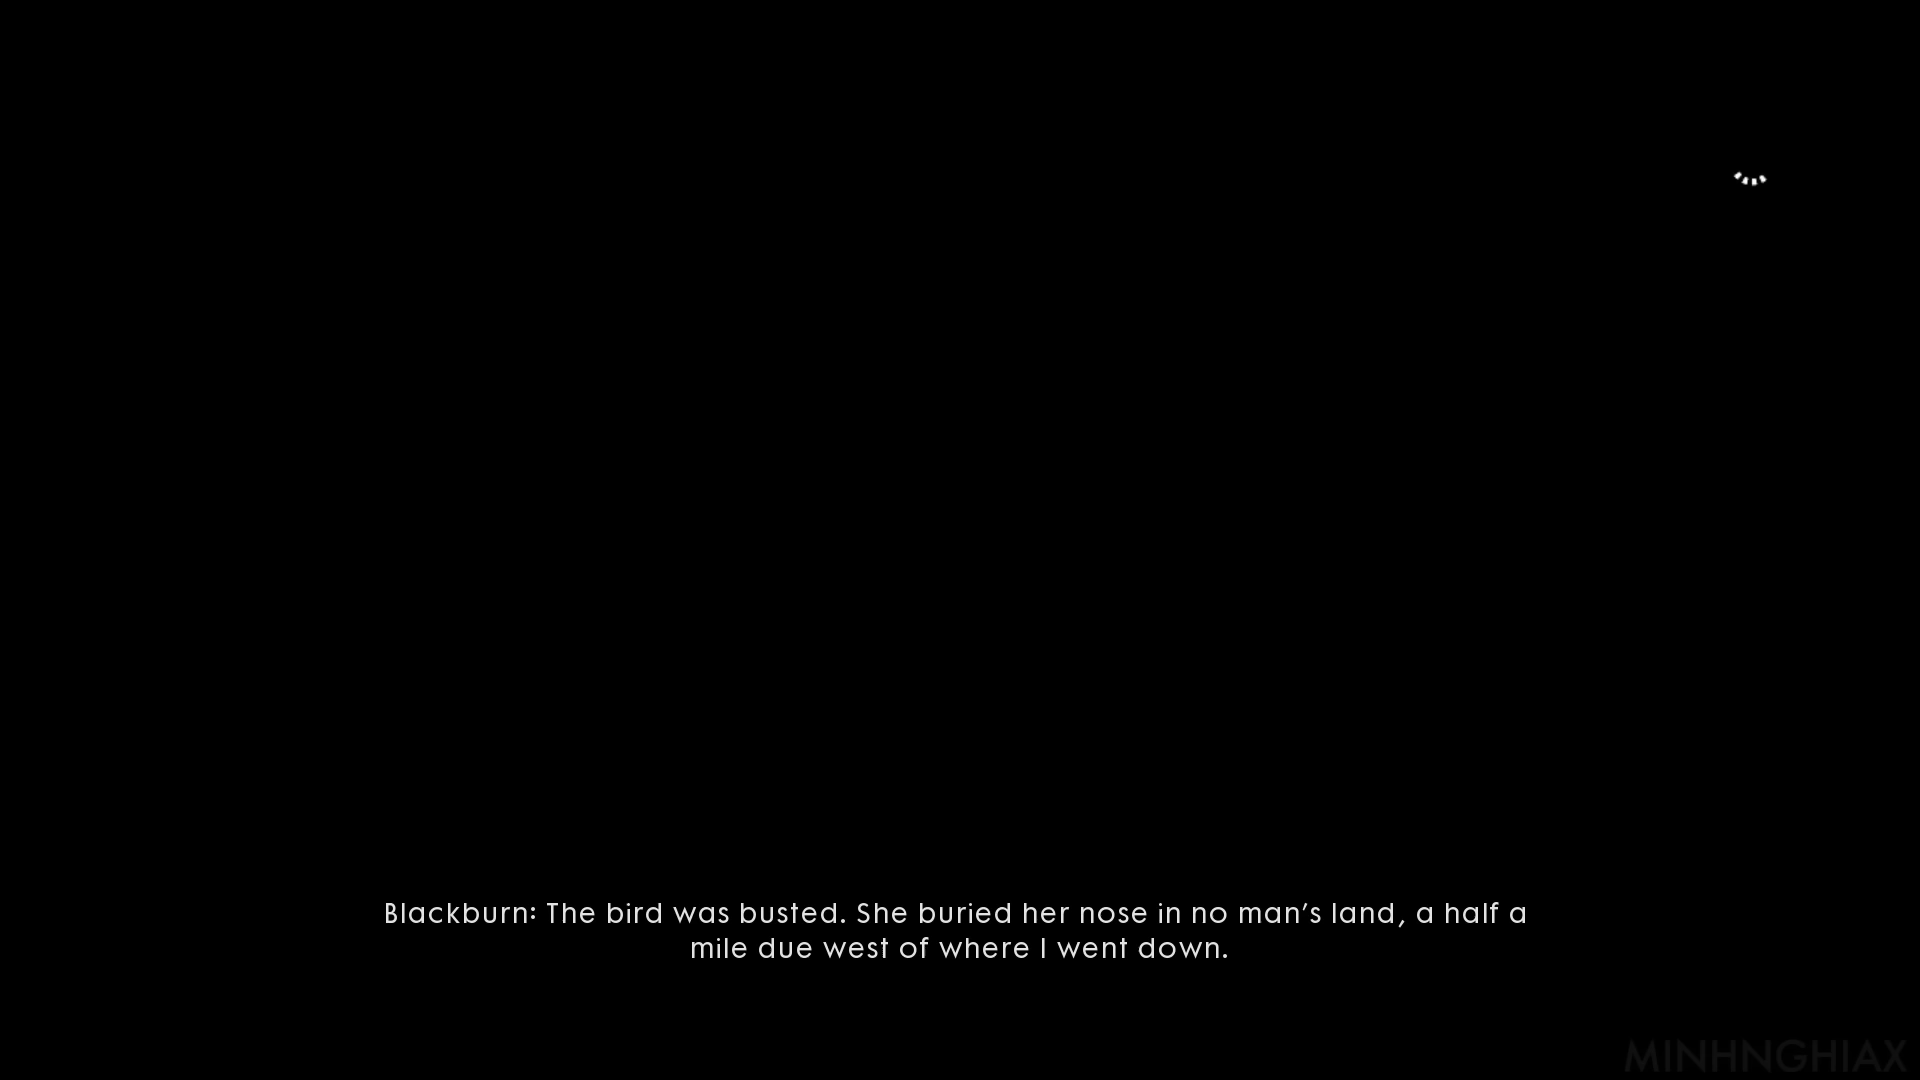 Blackburn: The bird was busted. She buried her nose in no man’s land, a half a
mile due west of where I went down.
MINHNGHIAX